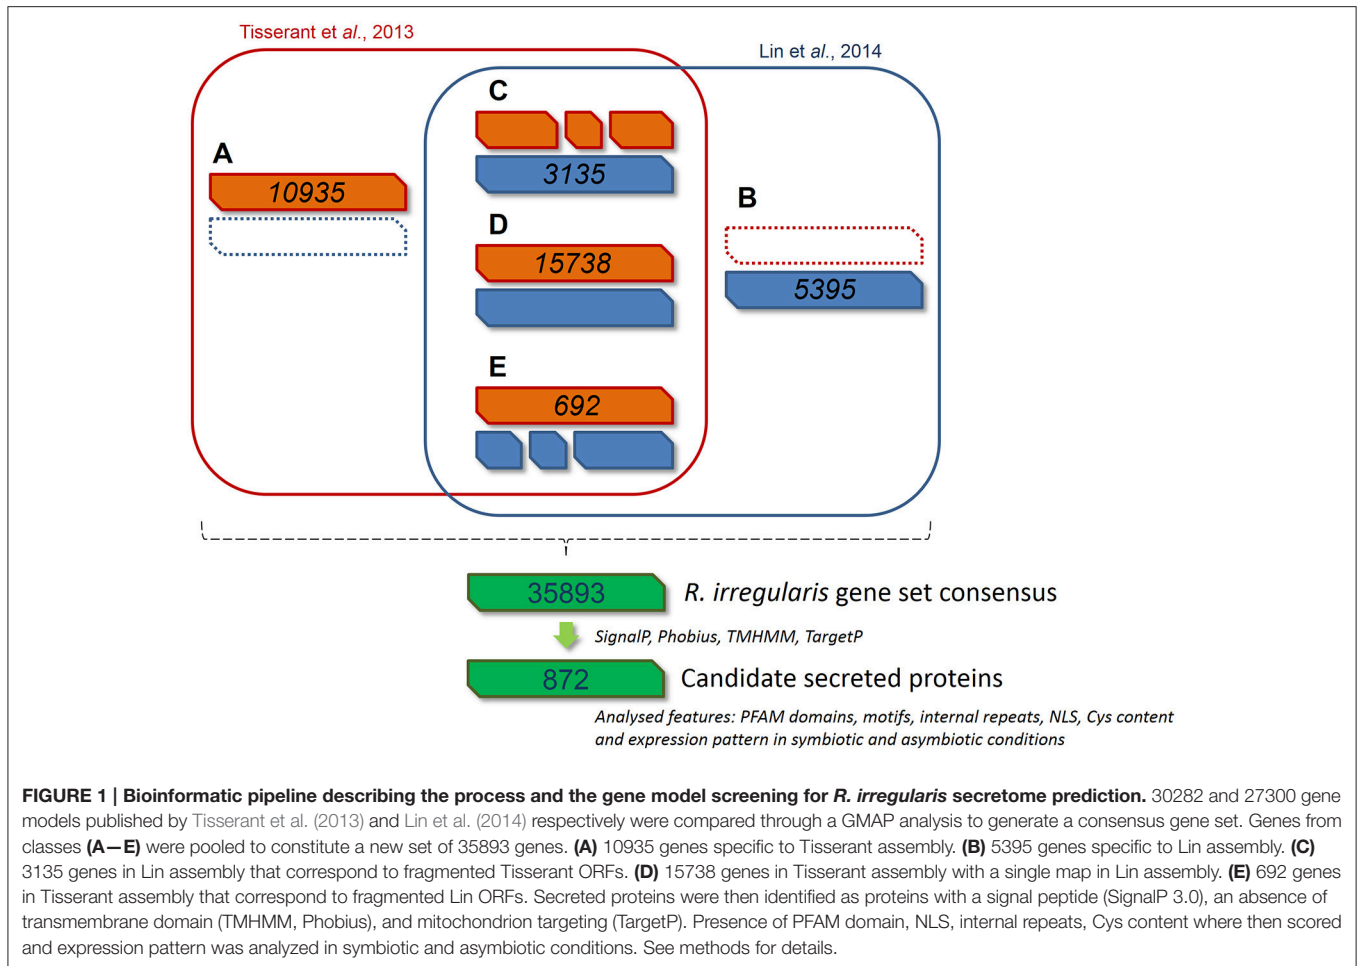 Tisserant et al., 2013
Lin et al., 2014
C
A
3135
10935
B
D
15738
5395
E
692
35893
R. irregularis gene set consensus
SignalP, Phobius, TMHMM, TargetP
872
Candidate secreted proteins
Analysed features: PFAM domains, motifs, internal repeats, NLS, Cys content
and expression pattern in symbiotic and asymbiotic conditions
FIGURE 1 | Bioinformatic pipeline describing the process and the gene model screening for R. irregularis secretome prediction. 30282 and 27300 gene
models published by Tisserant et al. (2013) and Lin et al. (2014) respectively were compared through a GMAP analysis to generate a consensus gene set. Genes from
classes (A—E) were pooled to constitute a new set of 35893 genes. (A) 10935 genes specific to Tisserant assembly. (B) 5395 genes specific to Lin assembly. (C)
3135 genes in Lin assembly that correspond to fragmented Tisserant ORFs. (D) 15738 genes in Tisserant assembly with a single map in Lin assembly. (E) 692 genes
in Tisserant assembly that correspond to fragmented Lin ORFs. Secreted proteins were then identified as proteins with a signal peptide (SignalP 3.0), an absence of
transmembrane domain (TMHMM, Phobius), and mitochondrion targeting (TargetP). Presence of PFAM domain, NLS, internal repeats, Cys content where then scored
and expression pattern was analyzed in symbiotic and asymbiotic conditions. See methods for details.